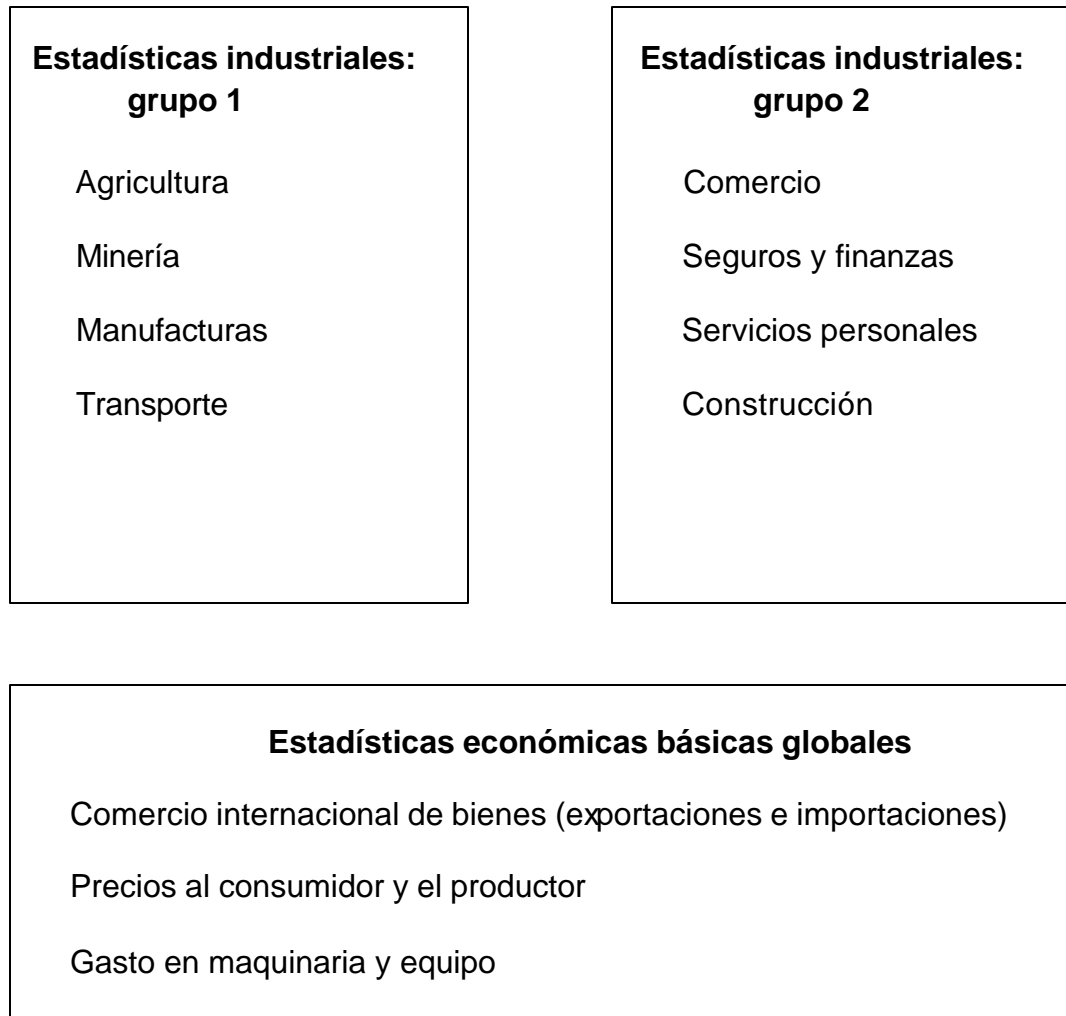 Estadísticas industriales:
grupo 1
Agricultura
Minería
Manufacturas
Transporte
Estadísticas industriales:
grupo 2
Comercio
Seguros y finanzas
Servicios personales
Construcción
Estadísticas económicas básicas globales
Comercio internacional de bienes (exportaciones e importaciones)
Precios al consumidor y el productor
Gasto en maquinaria y equipo